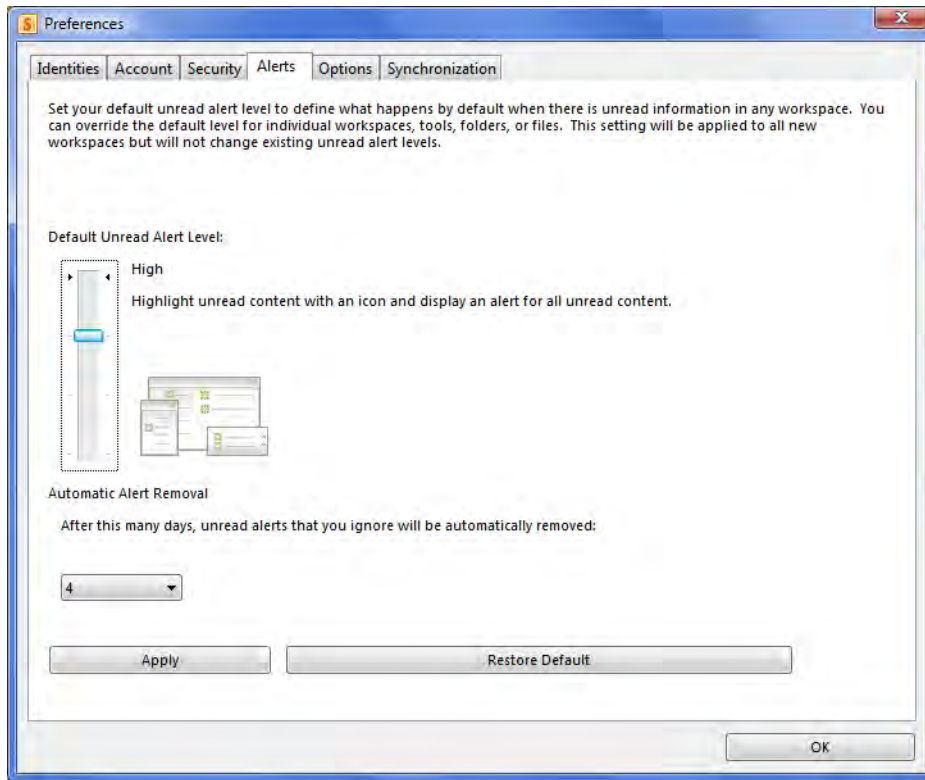 Preferences
Identities Account Security Alerts Options Synchronization
Set your default unread alert level to define what happens by default when there is unread information in any workspace. You
can override the default level for individual workspaces, tools, folders, or files. This setting will be applied to all new
workspaces but will not change existing unread alert levels.
Default Unread Alert Level:
High
Highlight unread content with an icon and display an alert for all unread content.
Automatic Alert Removal
After this many days, unread alerts that you ignore will be automatically removed:
4
Apply Restore Default
OK